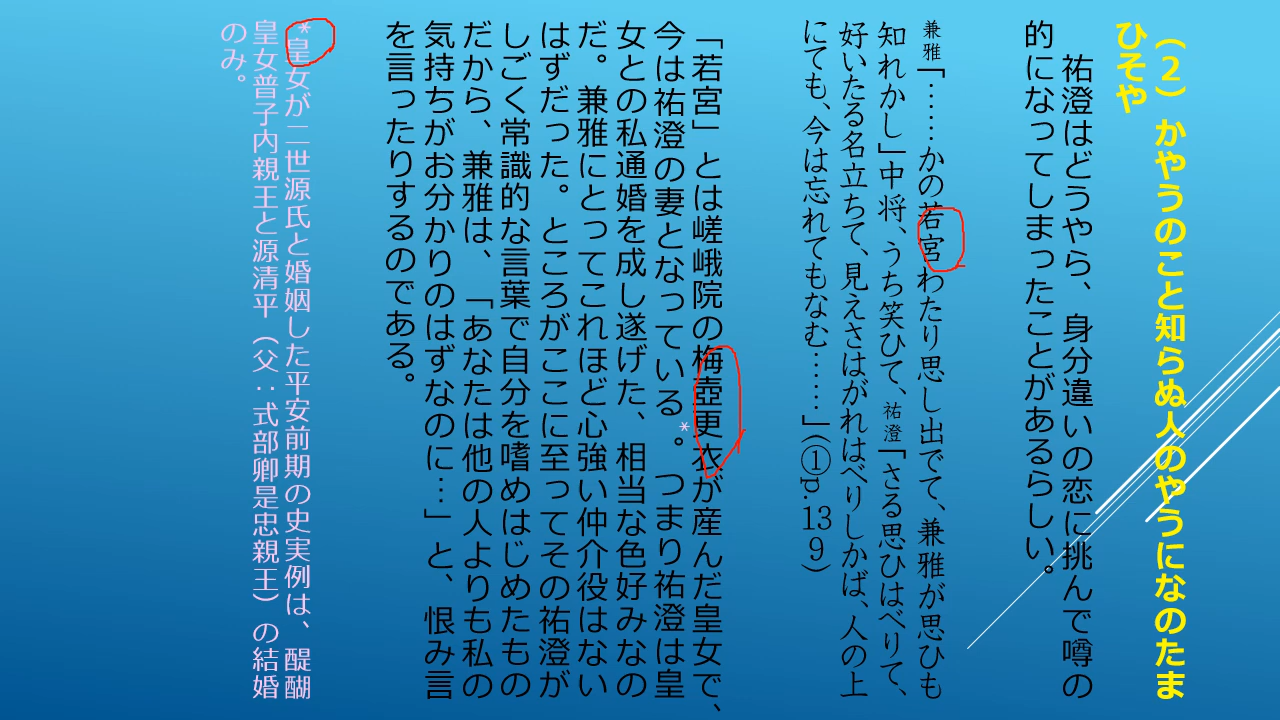 （２）かやうのこと知らぬ人のやうになのたま
ひそや
　祐澄はどうやら、身分違いの恋に挑んで噂の
的になってしまったことがあるらしい。
兼雅「……かの若宮わたり思し出でて、兼雅が思ひも
知れかし」中将、うち笑ひて、祐澄「さる思ひはべりて、
好いたる名立ちて、見えさはがれはべりしかば、人の上
にても、今は忘れてもなむ……」（①p.139）
「若宮」とは嵯峨院の梅壺更衣が産んだ皇女で、
今は祐澄の妻となっている*。つまり祐澄は皇
女との私通婚を成し遂げた、相当な色好みなの
だ。兼雅にとってこれほど心強い仲介役はない
はずだった。ところがここに至ってその祐澄が
しごく常識的な言葉で自分を嗜めはじめたもの
だから、兼雅は、「あなたは他の人よりも私の
気持ちがお分かりのはずなのに…」と、恨み言
を言ったりするのである。
*皇女が二世源氏と婚姻した平安前期の史実例は、醍醐
皇女普子内親王と源清平（父：式部卿是忠親王）の結婚
のみ。